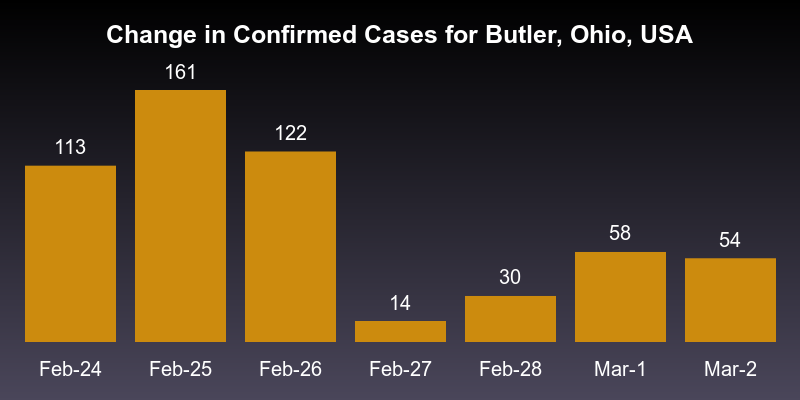 Change in Confirmed Cases for Butler, Ohio, USA
113
161
122
14
30
58
54
Feb-24
Feb-25
Feb-26
Feb-27
Feb-28
Mar-1
Mar-2